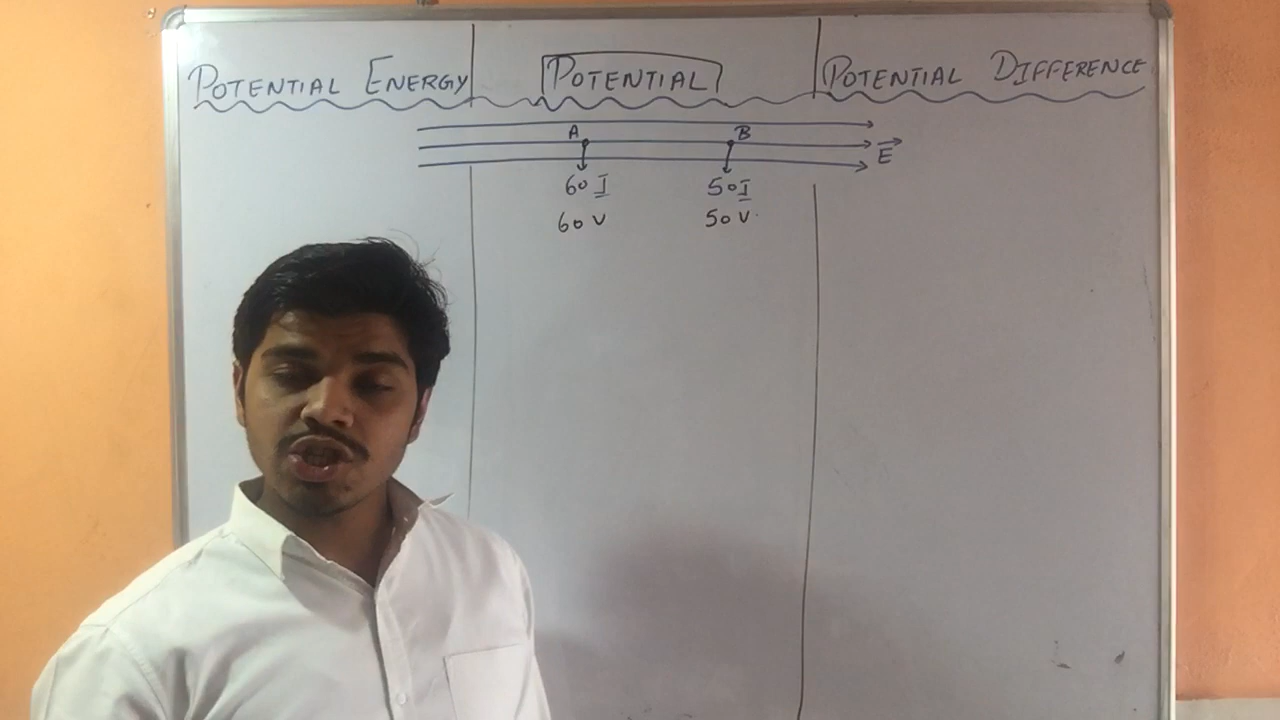 POTENTIAL ENERGY POTENTIAL POTENTIAL DIFFERENCE
A B
E
60 J 50 J
60 V 50 V.